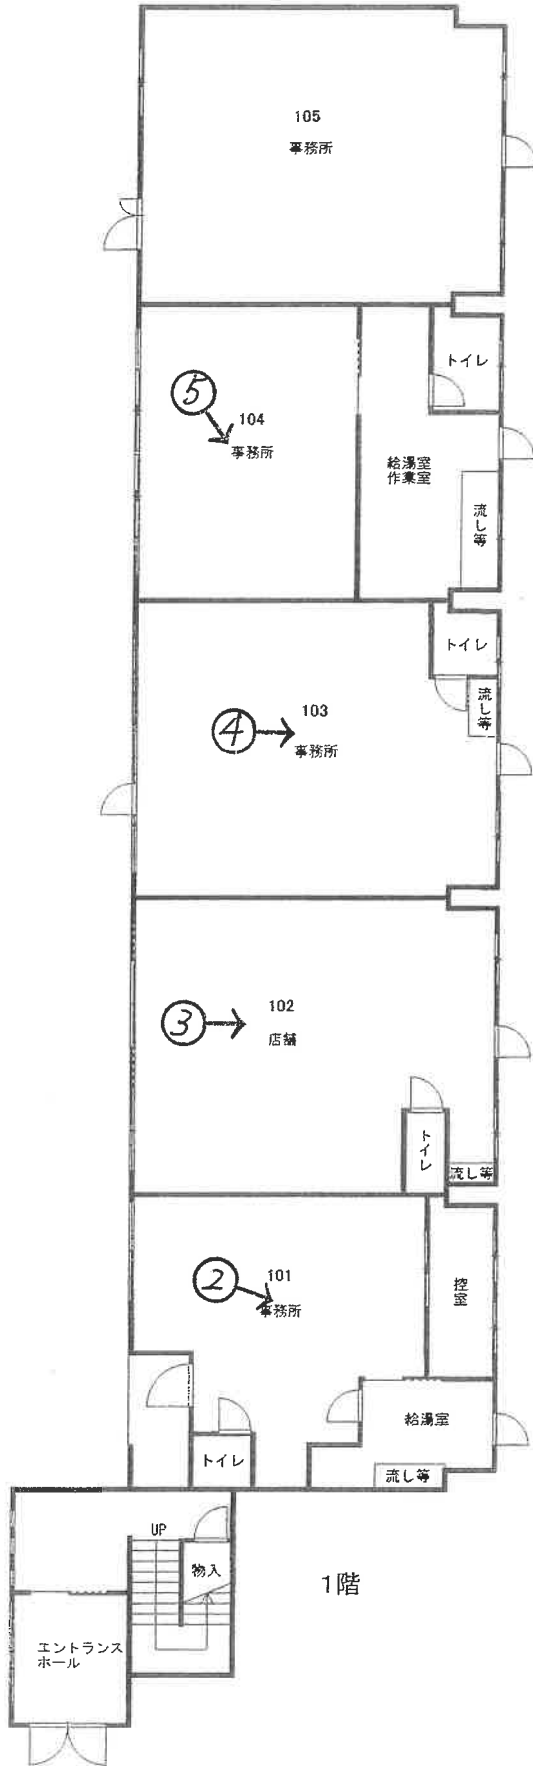 105
事務所
トイレ
⑤
104
事務所
給湯室
作業室
流し等
トイレ
流し等
④
103
事務所
③
102
店舗
トイレ
流し等
②
101
事務所
控室
給湯室
トイレ
流し等
UP
物入
1階
エントランス
ホール